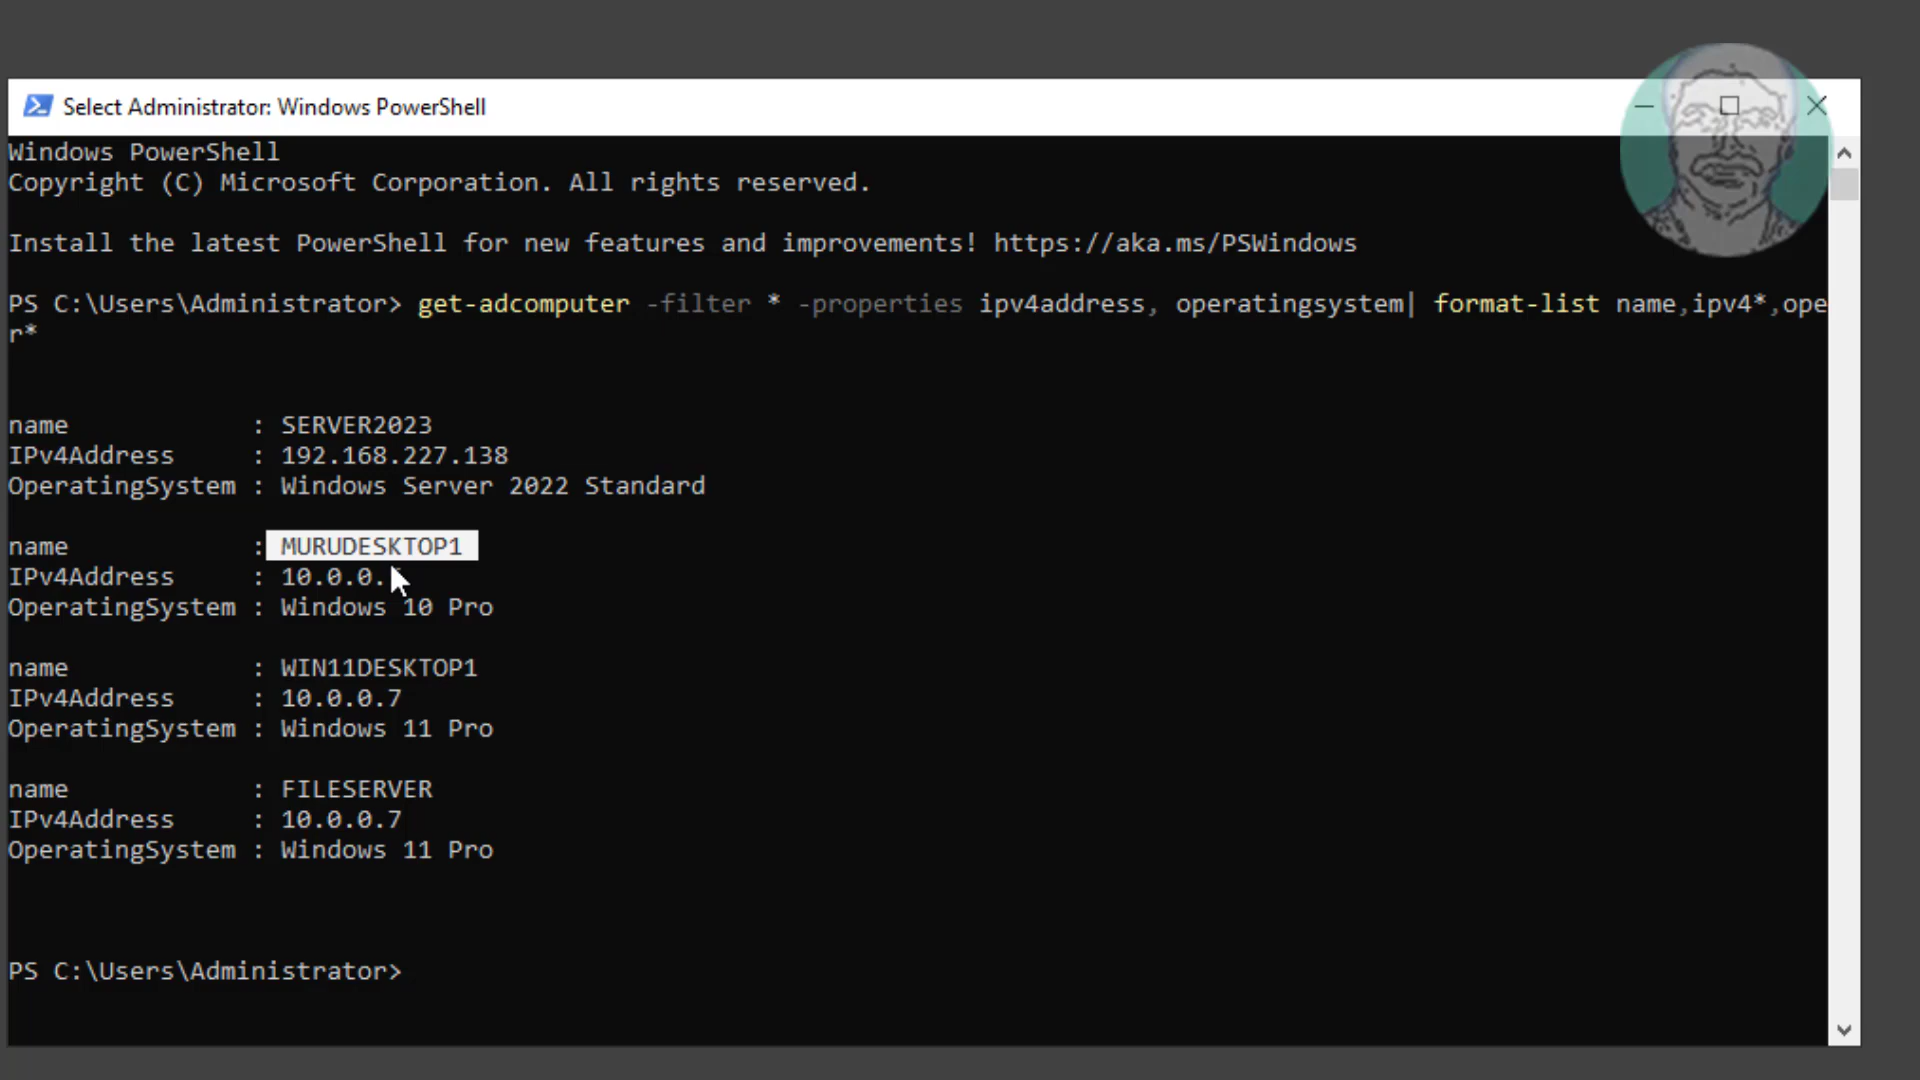 Select Administrator: Windows PowerShell
Windows PowerShell
Copyright (C) Microsoft Corporation. All rights reserved.
Install the latest PowerShell for new features and improvements! https://aka.ms/PSWindows
PS C:\Users\Administrator> get-adcomputer -filter * -properties ipv4address, operatingsystem| format-list name,ipv4*,ope
r*
name            : SERVER2023
IPv4Address     : 192.168.227.138
OperatingSystem : Windows Server 2022 Standard
name            : MURUDESKTOP1
IPv4Address     : 10.0.0.
OperatingSystem : Windows 10 Pro
name            : WIN11DESKTOP1
IPv4Address     : 10.0.0.7
OperatingSystem : Windows 11 Pro
name            : FILESERVER
IPv4Address     : 10.0.0.7
OperatingSystem : Windows 11 Pro
PS C:\Users\Administrator>